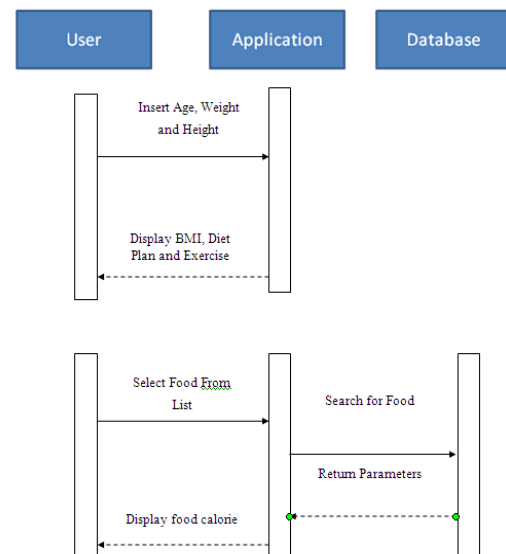 User
Application
Database
Insert Age, Weight
and Height
Display BMI, Diet
Plan and Exercise
Select Food From
List
Search for Food
Return Parameters
Display food calorie